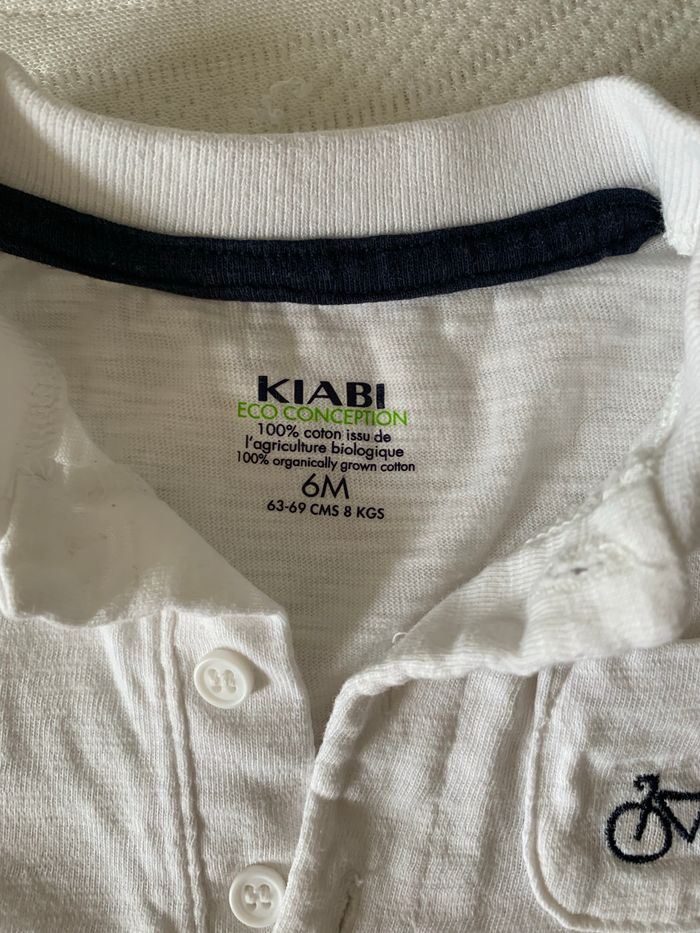 KIABI
ECO CONCEPTION
100% coton issu de
l'agriculture biologique
100% organically grown cotton
6M
63-69 CMS 8 KGS